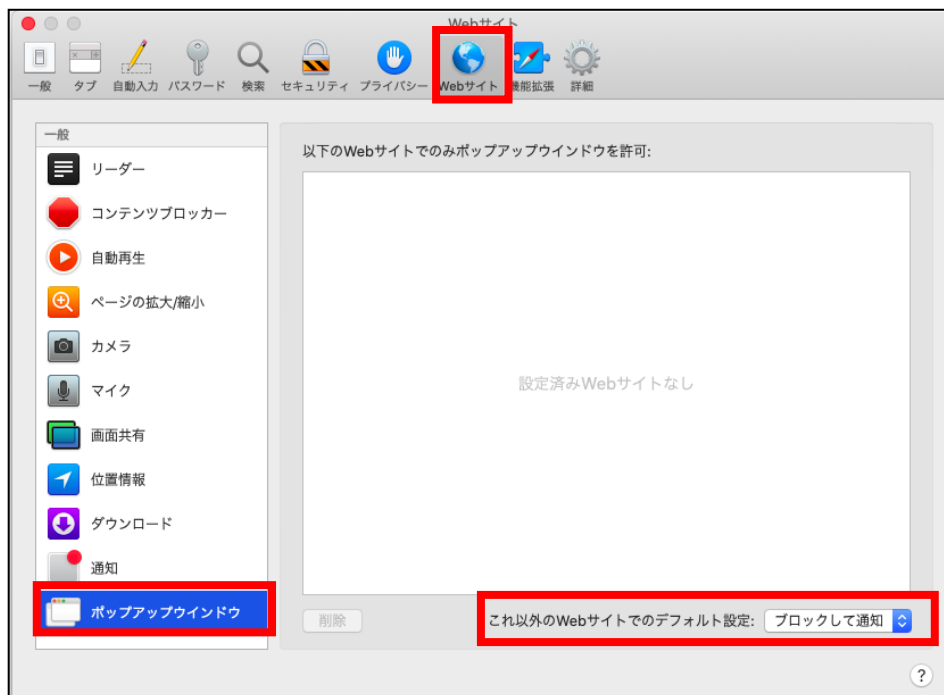 Webサイト
一般 タブ 自動入力 パスワード 検索 セキュリティ プライバシー Webサイト 機能拡張 詳細
一般
以下のWebサイトでのみポップアップウインドウを許可:
リーダー
コンテンツブロッカー
自動再生
ページの拡大/縮小
カメラ
設定済みWebサイトなし
マイク
画面共有
位置情報
ダウンロード
通知
ポップアップウインドウ
削除
これ以外のWebサイトでのデフォルト設定: ブロックして通知
?